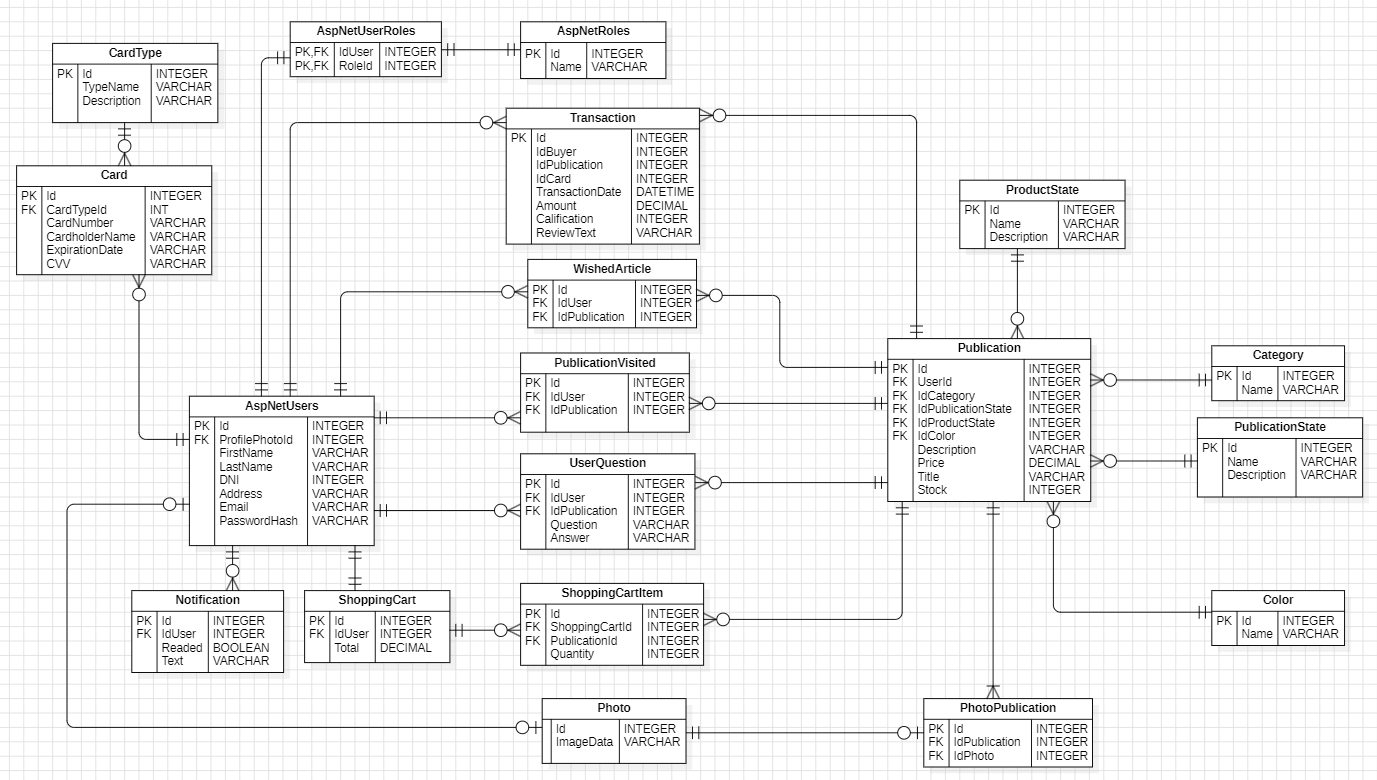 AspNetUserRoles
PK,FK IdUser INTEGER
PK,FK RoleId INTEGER
AspNetRoles
PK Id INTEGER
Name VARCHAR
CardType
PK Id INTEGER
TypeName VARCHAR
Description VARCHAR
Transaction
PK Id INTEGER
IdBuyer INTEGER
IdPublication INTEGER
IdCard INTEGER
TransactionDate DATETIME
Amount DECIMAL
Calification INTEGER
ReviewText VARCHAR
Card
PK Id INTEGER
FK CardTypeId INT
CardNumber VARCHAR
CardholderName VARCHAR
ExpirationDate VARCHAR
CVV VARCHAR
ProductState
PK Id INTEGER
Name VARCHAR
Description VARCHAR
WishedArticle
PK Id INTEGER
FK IdUser INTEGER
FK IdPublication INTEGER
Publication
PK Id INTEGER
FK UserId INTEGER
FK IdCategory INTEGER
FK IdPublicationState INTEGER
FK IdProductState INTEGER
FK IdColor INTEGER
Description VARCHAR
Price DECIMAL
Title VARCHAR
Stock INTEGER
Category
PK Id INTEGER
Name VARCHAR
PublicationVisited
PK Id INTEGER
FK IdUser INTEGER
FK IdPublication INTEGER
AspNetUsers
PK Id INTEGER
FK ProfilePhotoId INTEGER
FirstName VARCHAR
LastName VARCHAR
DNI INTEGER
Address VARCHAR
Email VARCHAR
PasswordHash VARCHAR
PublicationState
PK Id INTEGER
Name VARCHAR
Description VARCHAR
UserQuestion
PK Id INTEGER
FK IdUser INTEGER
FK IdPublication INTEGER
Question VARCHAR
Answer VARCHAR
Notification
PK Id INTEGER
FK IdUser INTEGER
Readed BOOLEAN
Text VARCHAR
ShoppingCart
PK Id INTEGER
FK IdUser INTEGER
Total DECIMAL
ShoppingCartItem
PK Id INTEGER
FK ShoppingCartId INTEGER
FK PublicationId INTEGER
Quantity INTEGER
Color
PK Id INTEGER
Name VARCHAR
Photo
Id INTEGER
ImageData VARCHAR
PhotoPublication
PK Id INTEGER
FK IdPublication INTEGER
FK IdPhoto INTEGER